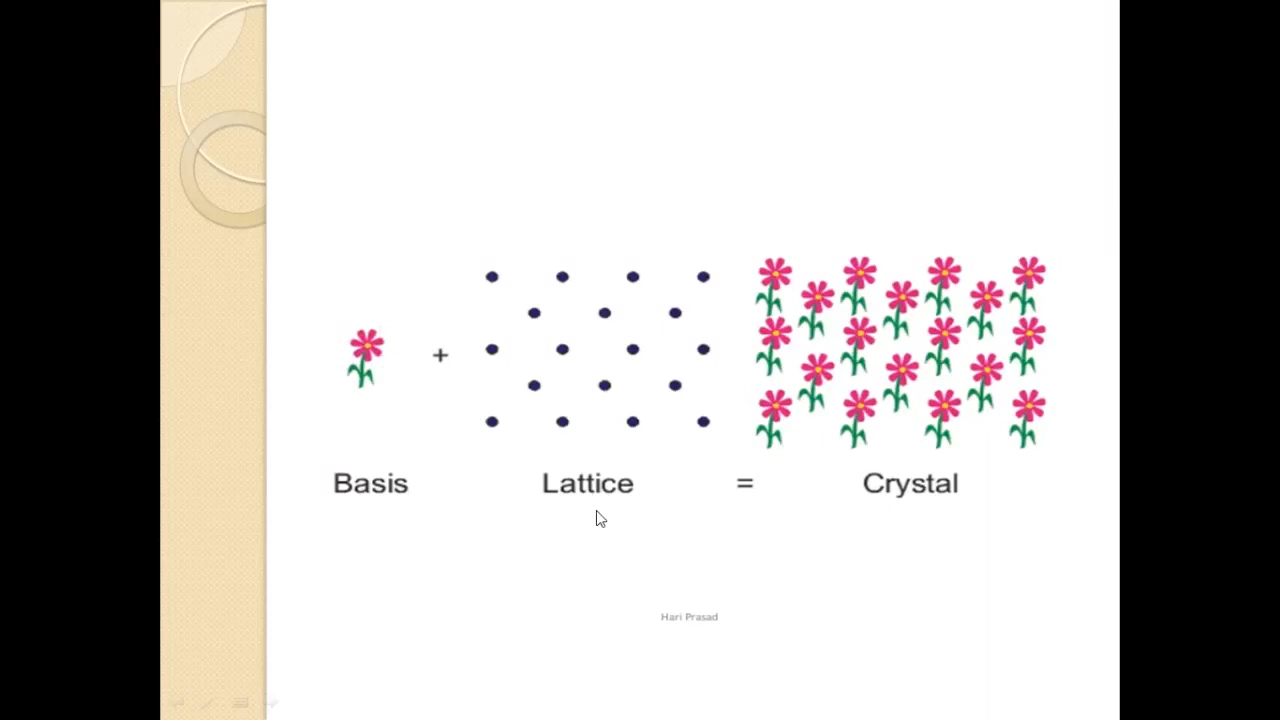 +
Basis Lattice = Crystal
Hari Prasad